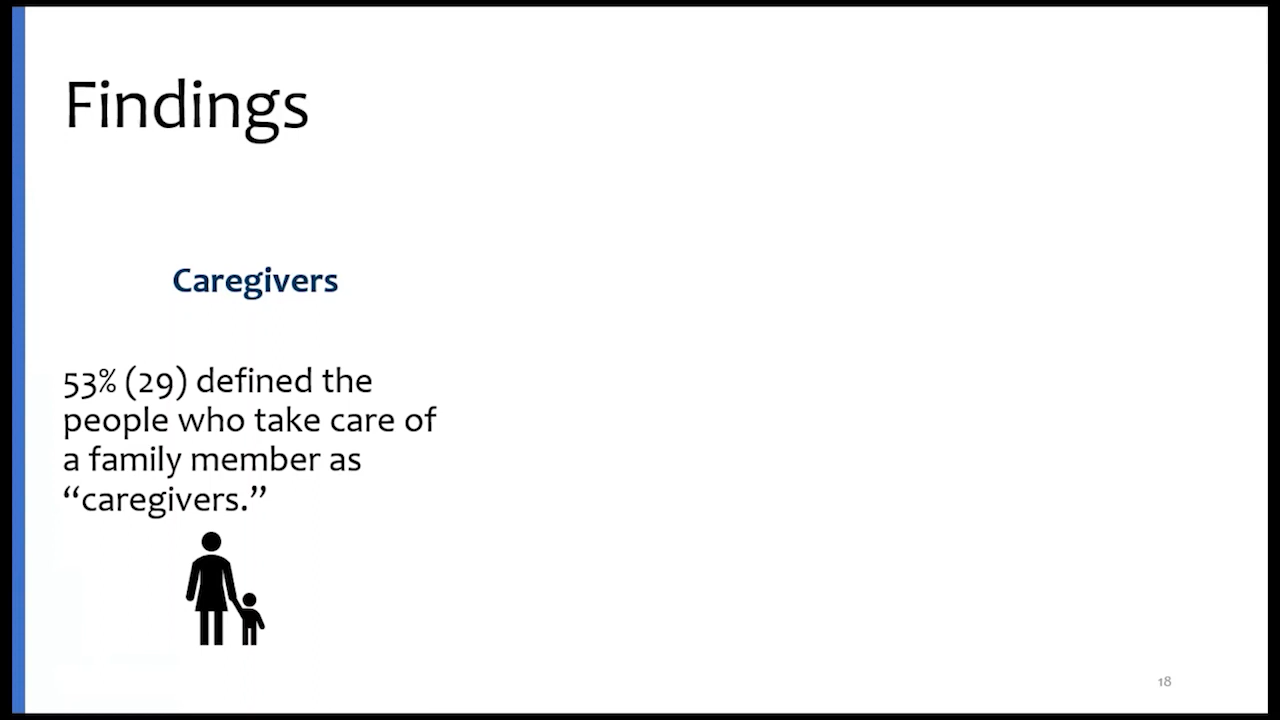 Findings
Caregivers
53% (29) defined the
people who take care of
a family member as
“caregivers.”
18